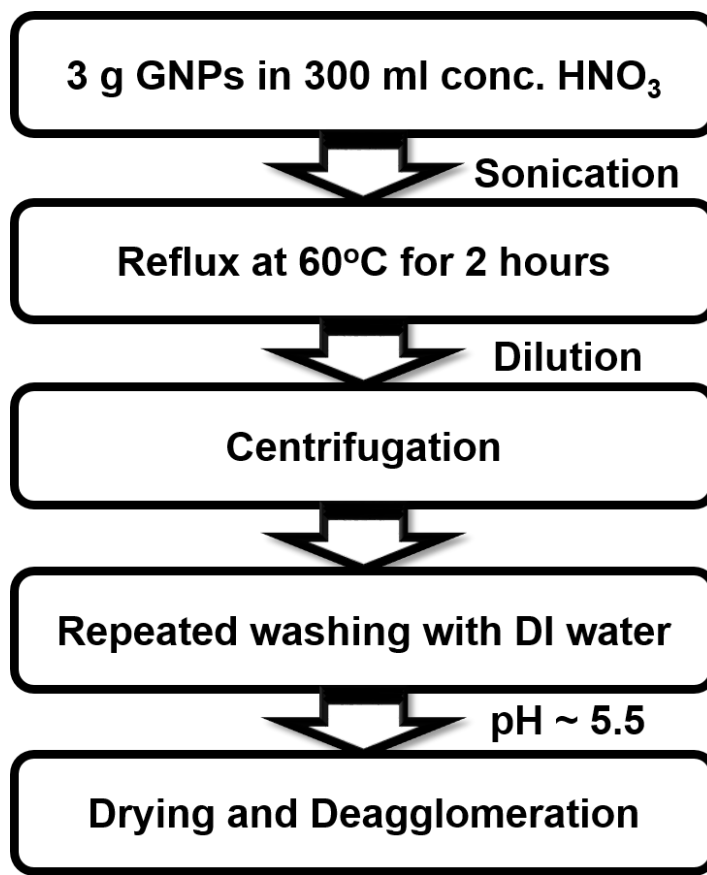 3 g GNPs in 300 ml conc. HNO₃
Sonication
Reflux at 60ºC for 2 hours
Dilution
Centrifugation
Repeated washing with DI water
pH ~ 5.5
Drying and Deagglomeration